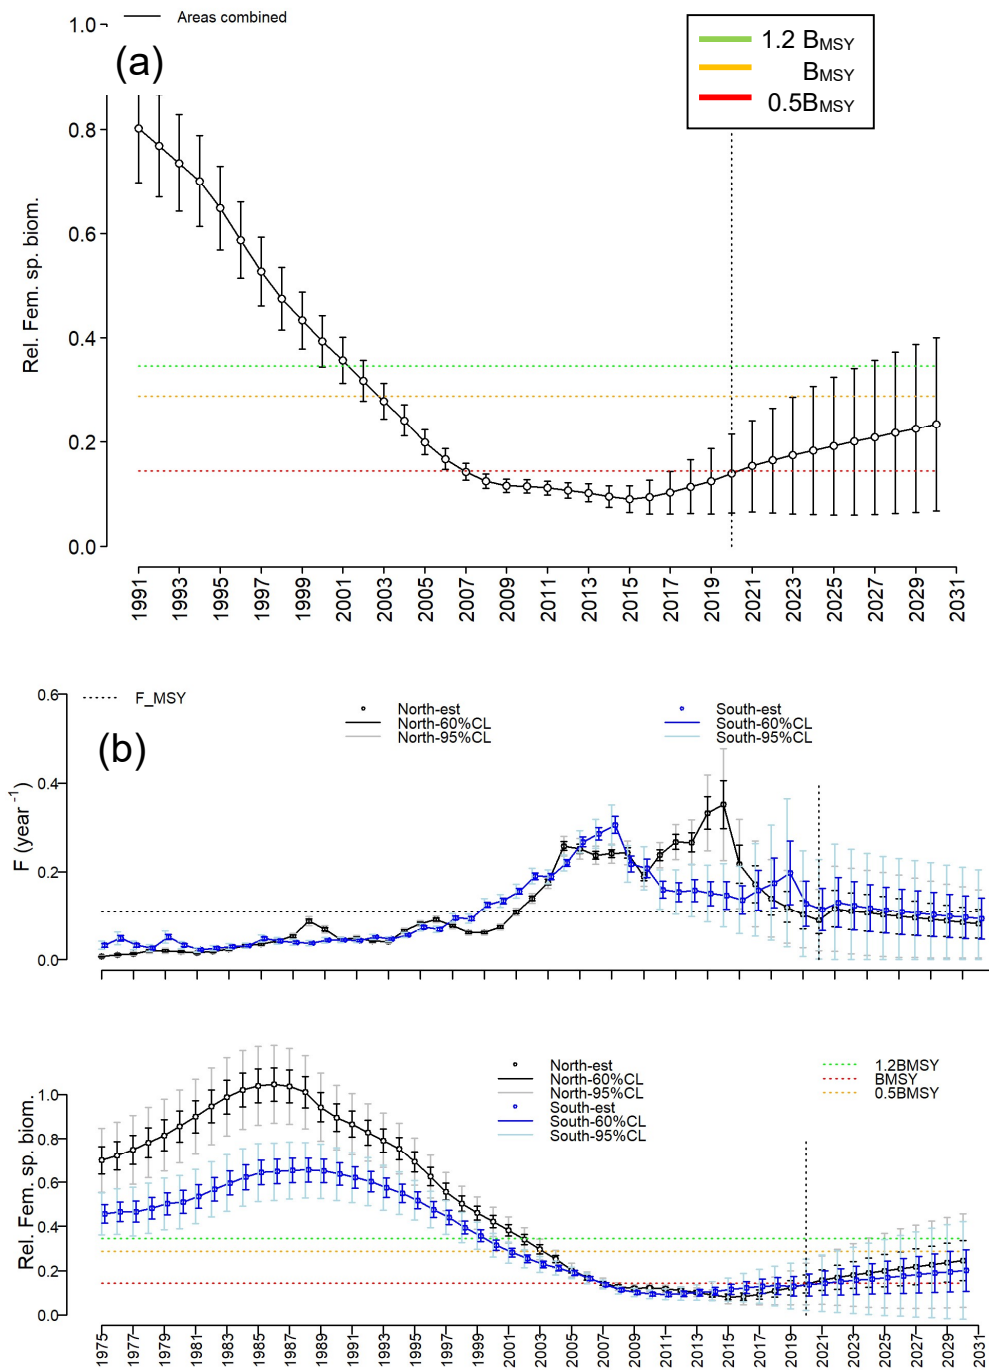 1.0
Areas combined
(a)
1.2 BMSY
BMSY
0.5BMSY
0.8
0.6
0.4
0.2
0.0
Rel. Fem. sp. biom.
1991 1993 1995 1997 1999 2001 2003 2005 2007 2009 2011 2013 2015 2017 2019 2021 2023 2025 2027 2029 2031
0.6
F_MSY
(b)
North-est
North-60%CL
North-95%CL
South-est
South-60%CL
South-95%CL
0.4
0.2
0.0
F (year -1)
North-est
North-60%CL
North-95%CL
South-est
South-60%CL
South-95%CL
1.2BMSY
BMSY
0.5BMSY
1.0
0.8
0.6
0.4
0.2
0.0
Rel. Fem. sp. biom.
1975 1977 1979 1981 1983 1985 1987 1989 1991 1993 1995 1997 1999 2001 2003 2005 2007 2009 2011 2013 2015 2017 2019 2021 2023 2025 2027 2029 2031